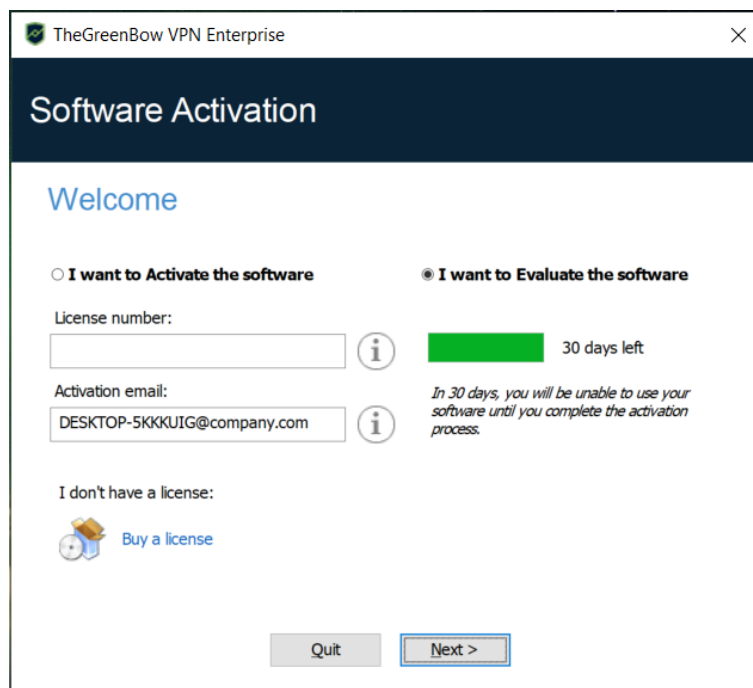 TheGreenBow VPN Enterprise
Software Activation
Welcome
I want to Activate the software
License number:
Activation email:
DESKTOP-5KKKUIG@company.com
I don't have a license:
Buy a license
I want to Evaluate the software
30 days left
In 30 days, you will be unable to use your
software until you complete the activation
process.
Quit
Next >